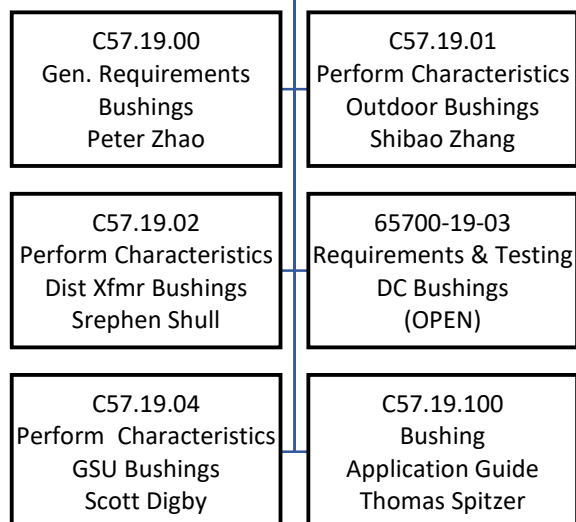 C57.19.00
Gen. Requirements
Bushings
Peter Zhao
C57.19.01
Perform Characteristics
Outdoor Bushings
Shibao Zhang
C57.19.02
Perform Characteristics
Dist Xfmr Bushings
Srephen Shull
65700-19-03
Requirements & Testing
DC Bushings
(OPEN)
C57.19.04
Perform  Characteristics
GSU Bushings
Scott Digby
C57.19.100
Bushing
Application Guide
Thomas Spitzer